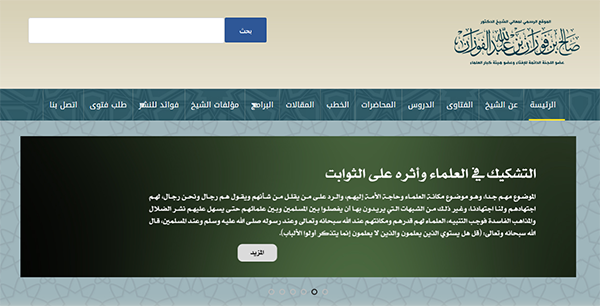 الموقع الرسمي لمعالي الشيخ الدكتور
صالح بن فوزان بن عبدالله الفوزان
عضو اللجنة الدائمة للإفتاء وعضو هيئة كبار العلماء
بحث
الرئيسة عن الشيخ الفتاوى الدروس المحاضرات الخطب المقالات البرامج مؤلفات الشيخ فوائد للنشر طلب فتوى اتصل بنا
التشكيك في العلماء وأثره على الثوابت
الموضوع مهم جدا، وهو موضوع مكانة العلماء وحاجة الأمة إليهم، والرد على من يقلل من شأنهم ويقول هم رجال ونحن رجال، لهم
اجتهادهم ولنا اجتهادنا، وغير ذلك من الشبهات التي يريدون بها أن يفصلوا بين المسلمين وبين علمائهم حتى يسهل عليهم نشر الضلال
والمذاهب الفاسدة فوجب التنبيه، العلماء لهم قدرهم ومكانتهم عند الله سبحانه وتعالى وعند رسوله صلى الله عليه وسلم وعند المسلمين، قال
الله سبحانه وتعالى: (قل هل يستوي الذين يعلمون والذين لا يعلمون إنما يتذكر أولوا الألباب).
المزيد